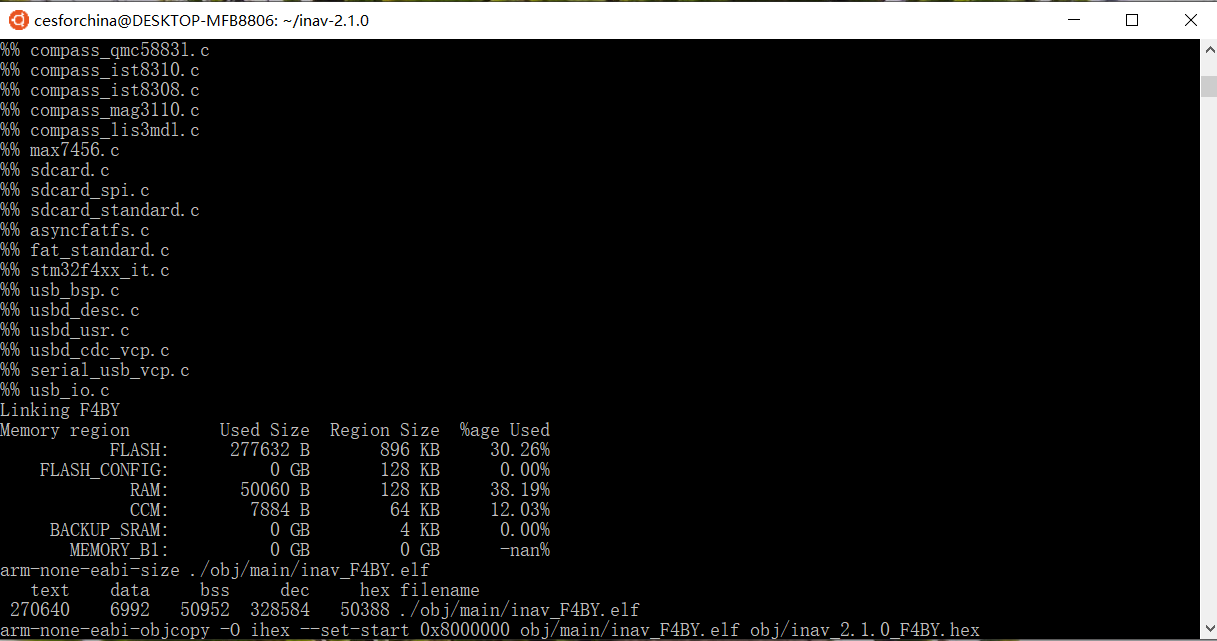 cesforchina@DESKTOP-MFB8806: ~/inav-2.1.0
%% compass_qmc5883l.c
%% compass_ist8310.c
%% compass_ist8308.c
%% compass_mag3110.c
%% compass_lis3mdl.c
%% max7456.c
%% sdcard.c
%% sdcard_spi.c
%% sdcard_standard.c
%% asyncfatfs.c
%% fat_standard.c
%% stm32f4xx_it.c
%% usb_bsp.c
%% usbd_desc.c
%% usbd_usr.c
%% usbd_cdc_vcp.c
%% serial_usb_vcp.c
%% usb_io.c
Linking F4BY
Memory region         Used Size  Region Size  %age Used
           FLASH:      277632 B       896 KB     30.26%
    FLASH_CONFIG:          0 GB       128 KB      0.00%
             RAM:       50060 B       128 KB     38.19%
             CCM:        7884 B        64 KB     12.03%
     BACKUP_SRAM:          0 GB         4 KB      0.00%
       MEMORY_B1:          0 GB         0 GB      -nan%
arm-none-eabi-size ./obj/main/inav_F4BY.elf
   text    data     bss     dec     hex filename
 270640    6992   50952  328584   50388 ./obj/main/inav_F4BY.elf
arm-none-eabi-objcopy -O ihex --set-start 0x8000000 obj/main/inav_F4BY.elf obj/inav_2.1.0_F4BY.hex